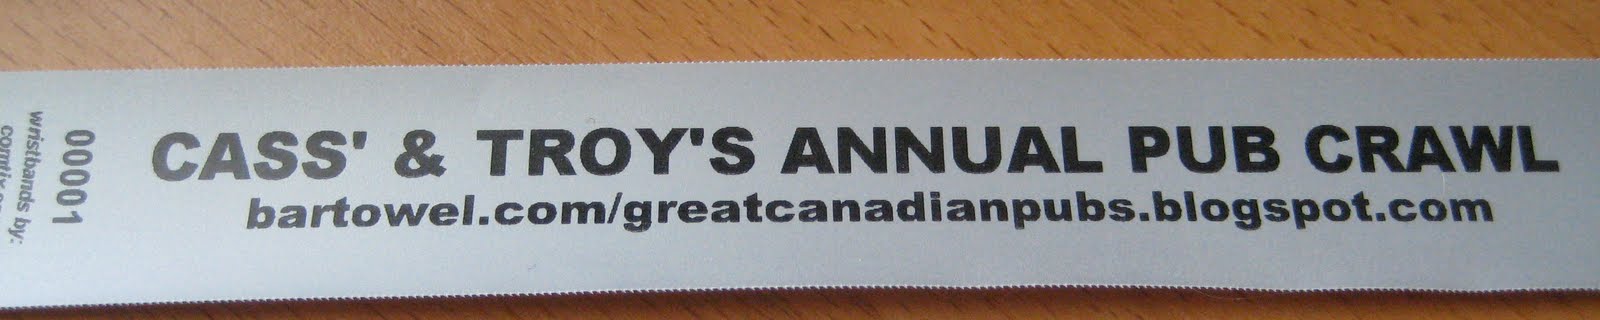 CASS' & TROY'S ANNUAL PUB CRAWL
bartowel.com/greatcanadianpubs.blogspot.com
00001
wristbands by: